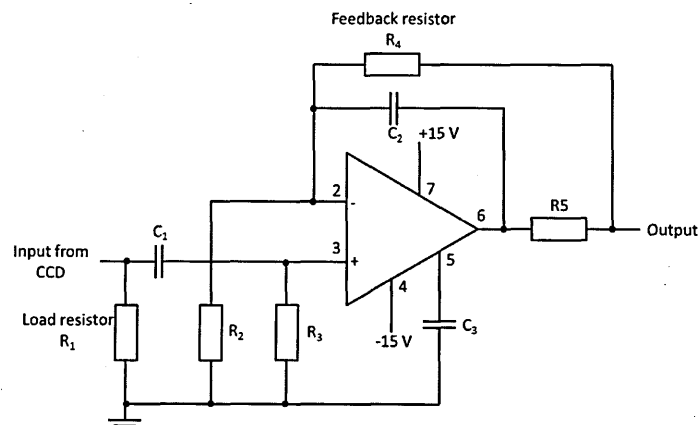 Feedback resistor
R₄
C₂
+15 V
7
2
-
6
R5
Output
C₁
3
+
5
Input from
CCD
4
C₃
Load resistor
R₁
R₂
R₃
-15 V